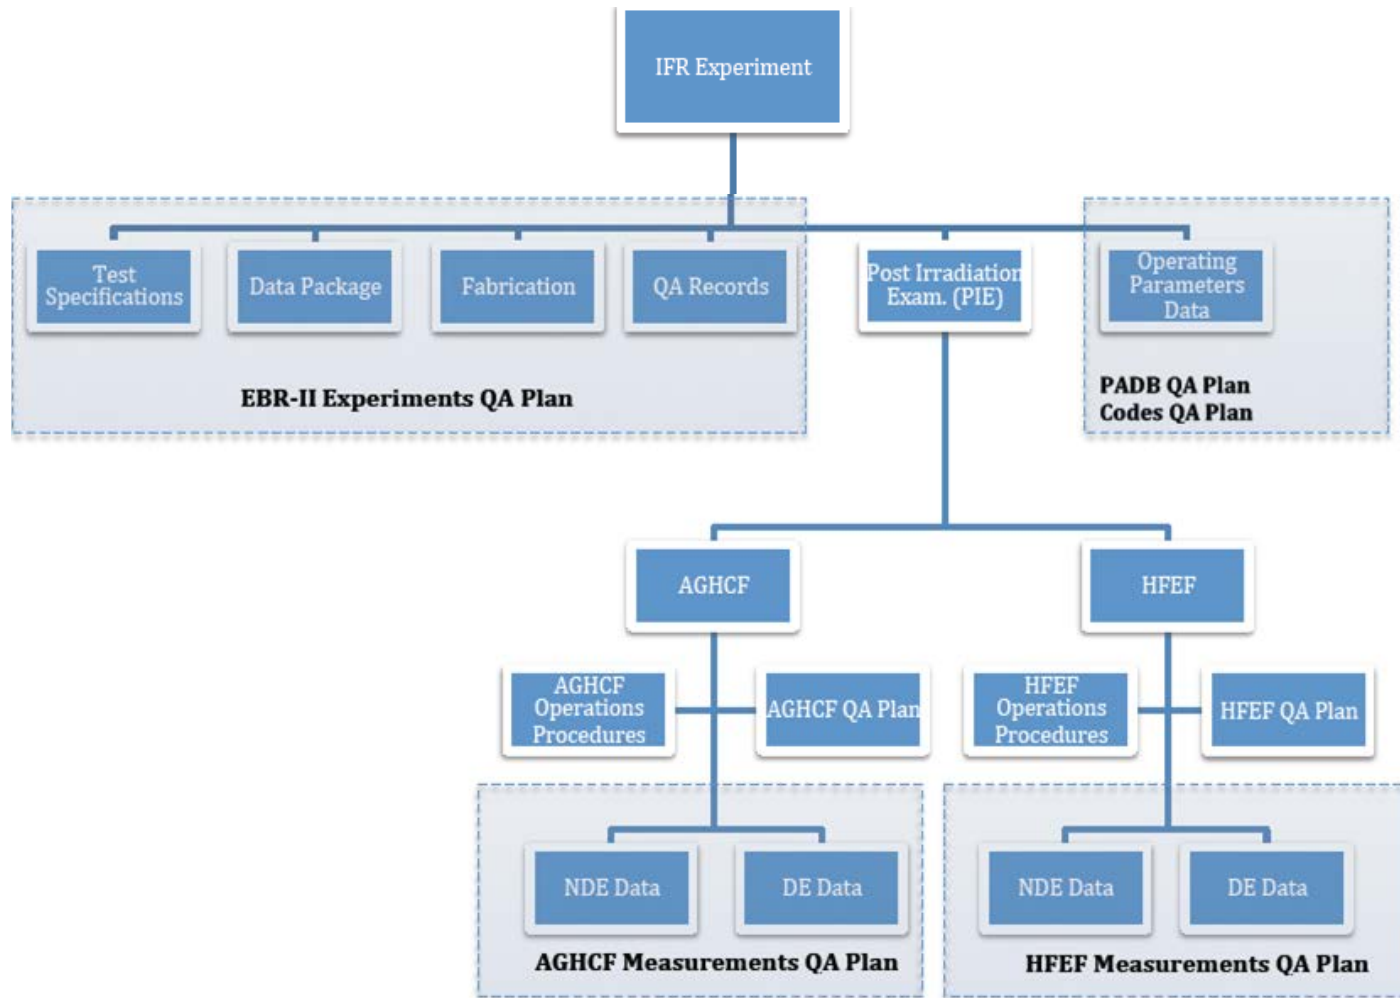 IFR Experiment
Test
Specifications
Data Package
Fabrication
QA Records
Post Irradiation
Exam. (PIE)
Operating
Parameters
Data
EBR-II Experiments QA Plan
PADB QA Plan
Codes QA Plan
AGHCF
HFEF
AGHCF
Operations
Procedures
AGHCF QA Plan
HFEF
Operations
Procedures
HFEF QA Plan
NDE Data
DE Data
NDE Data
DE Data
AGHCF Measurements QA Plan
HFEF Measurements QA Plan